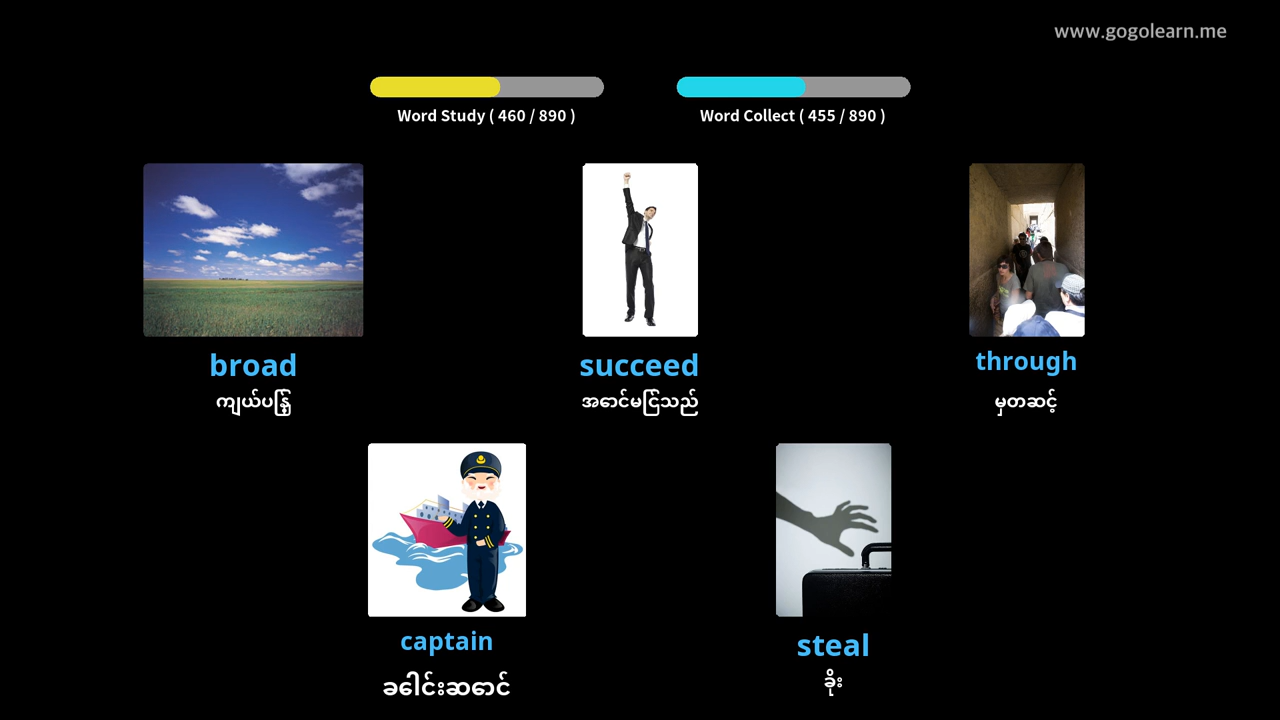 www.gogolearn.me
Word Study ( 460 / 890 )
Word Collect ( 455 / 890 )
broad
succeed
through
ကျယ်ပန့်ြ
အောင်မငြ်သည်
မှတဆင့်
captain
steal
ခေါင်းဆောင်
ခိုး